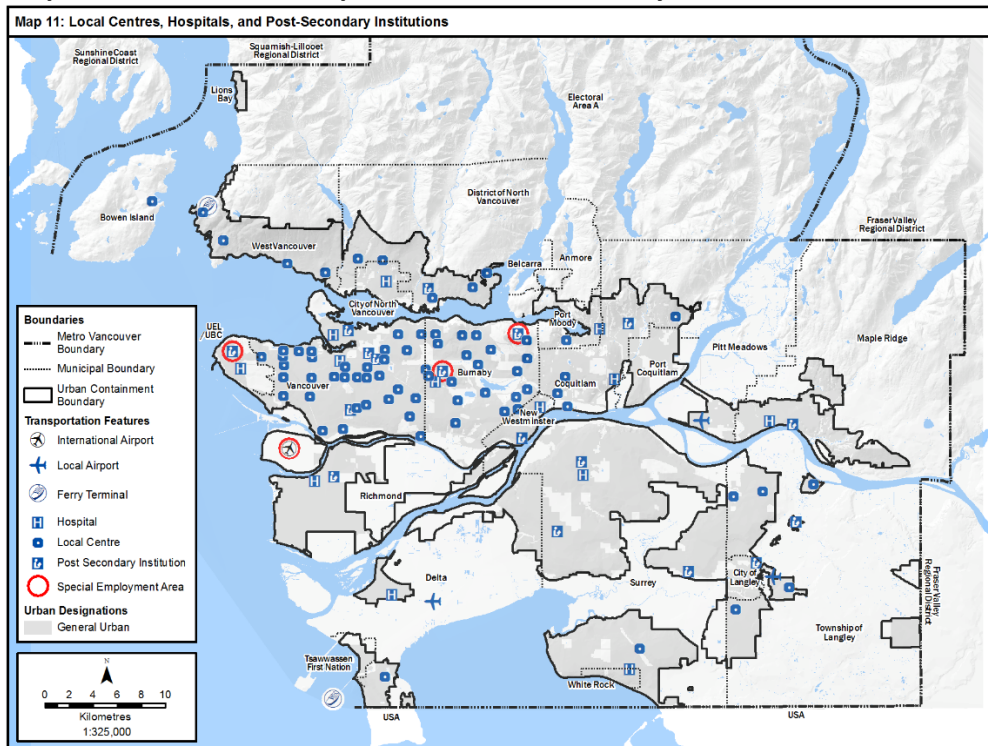 Map 11: Local Centres, Hospitals, and Post-Secondary Institutions
Sunshine Coast
Regional District
Squamish-Lillooet
Regional District
Lions
Bay
Electoral
Area A
Bowen Island
District of North
Vancouver
Fraser Valley
Regional District
West Vancouver
Belcarra
Anmore
City of North
Vancouver
Port
Moody
UEL
UBC
Pitt Meadows
Maple Ridge
Vancouver
Burnaby
Coquitlam
Port
Coquitlam
New
Westminster
Richmond
Delta
Surrey
City of
Langley
Township of
Langley
Fraser Valley
Regional District
Tsawwassen
First Nation
White Rock
USA
USA
Boundaries
Metro Vancouver
Boundary
Municipal Boundary
Urban Containment
Boundary
Transportation Features
International Airport
Local Airport
Ferry Terminal
H Hospital
Local Centre
Post Secondary Institution
Special Employment Area
Urban Designations
General Urban
N
0 2 4 6 8 10
Kilometres
1:325,000